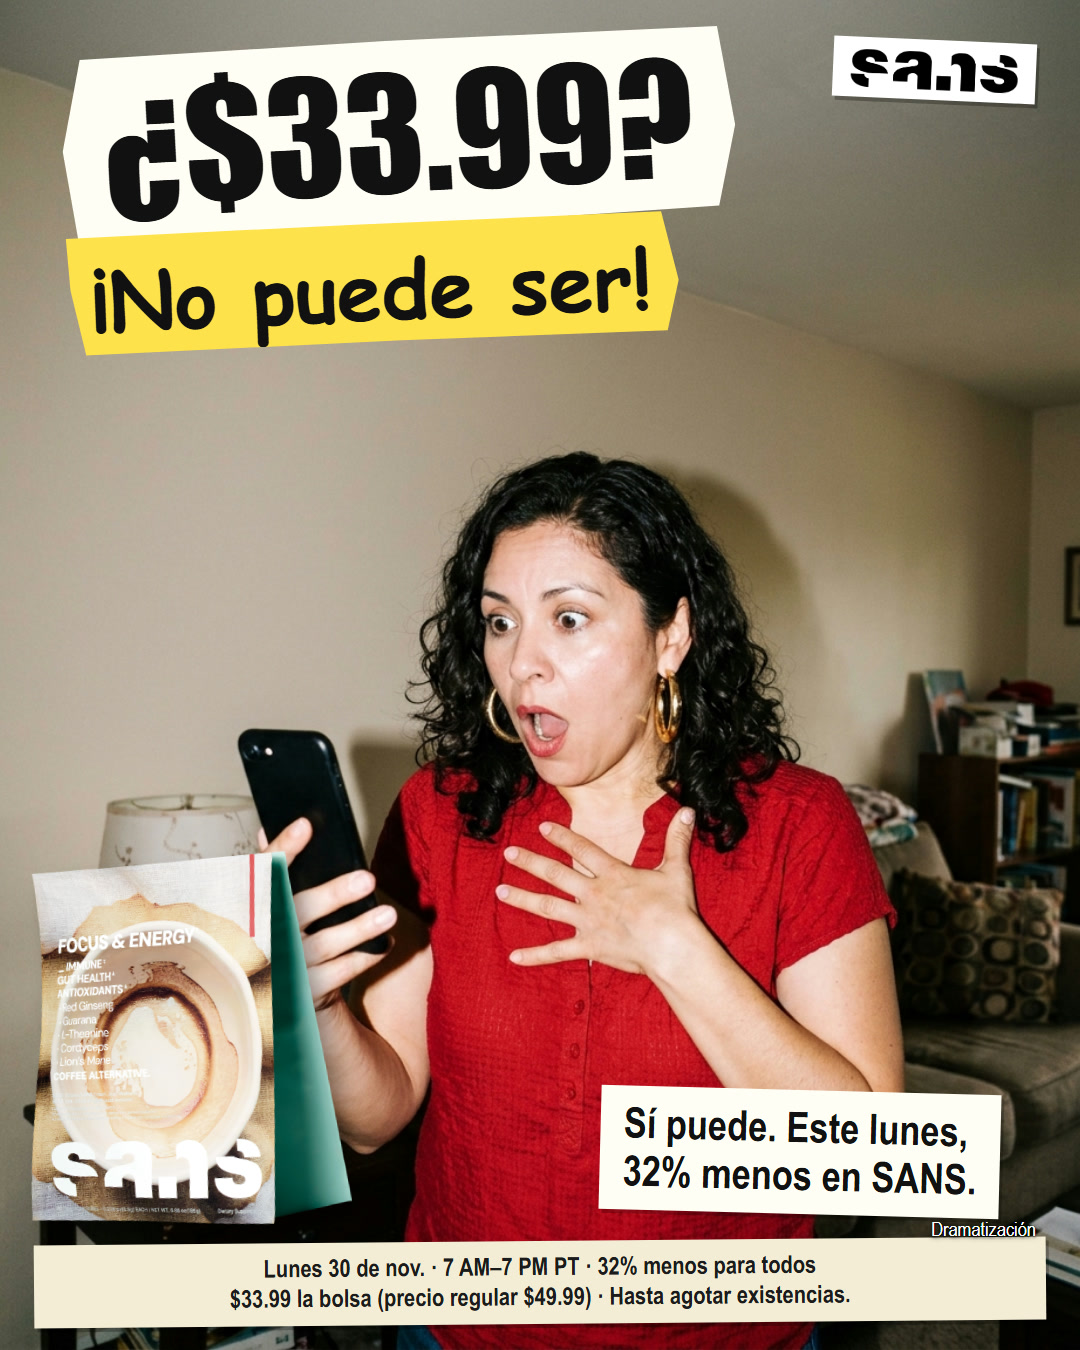 ¿$33.99?
sans
¡No puede ser!
FOCUS & ENERGY
IMMUNE
GUT HEALTH
ANTIOXIDANTS
Red Ginseng
Guarana
L-Theanine
Cordyceps
Lion's Mane
COFFEE ALTERNATIVE.
sans
Sí puede. Este lunes,
32% menos en SANS.
Dramatización
Lunes 30 de nov. · 7 AM–7 PM PT · 32% menos para todos
$33.99 la bolsa (precio regular $49.99) · Hasta agotar existencias.